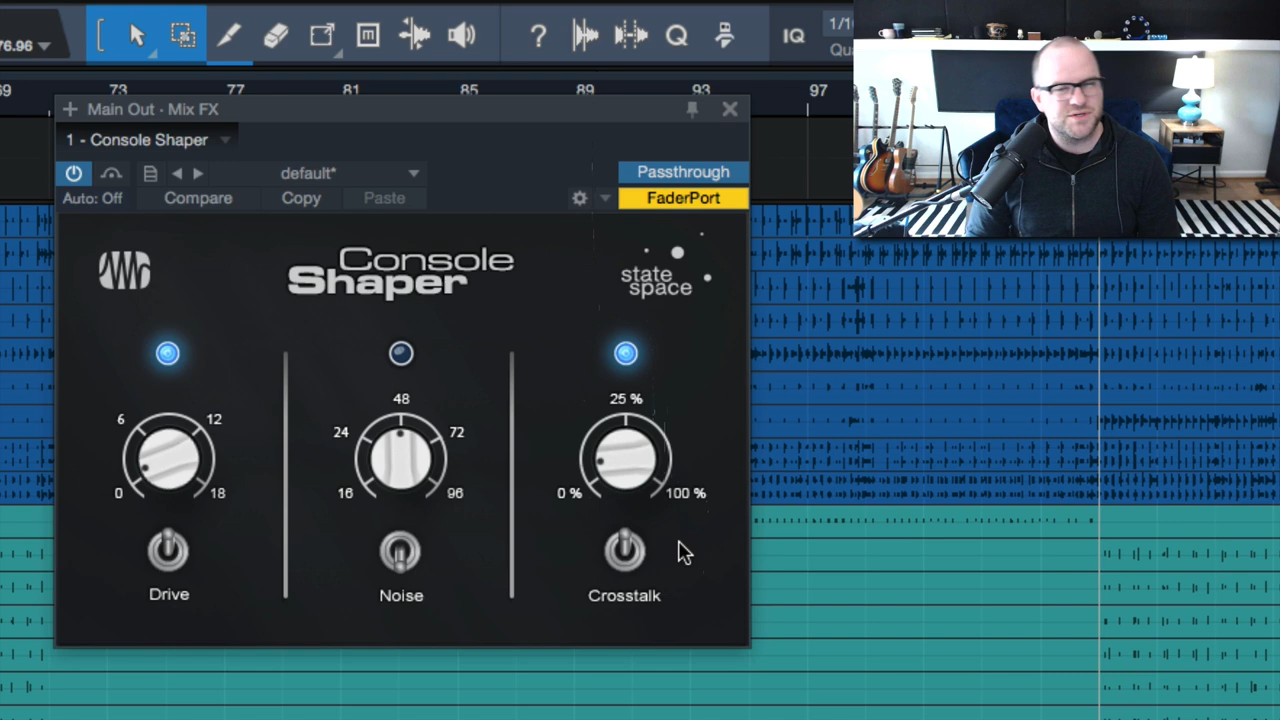 76.96
IQ
1/1
Qu
69
73
77
81
85
89
93
97
Main Out · Mix FX
1 - Console Shaper
default*
Passthrough
Auto: Off
Compare
Copy
Paste
FaderPort
Console
Shaper
state
space
6
12
0
18
48
24
72
16
96
25 %
0 %
100 %
Drive
Noise
Crosstalk